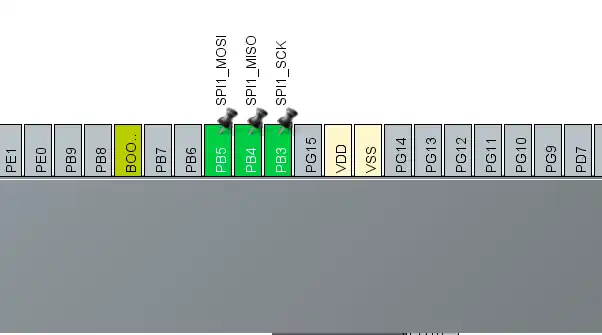 SPI1_MOSI
SPI1_MISO
SPI1_SCK
PE1
PE0
PB9
PB8
BOO..
PB7
PB6
PB5
PB4
PB3
PG15
VDD
VSS
PG14
PG13
PG12
PG11
PG10
PG9
PD7